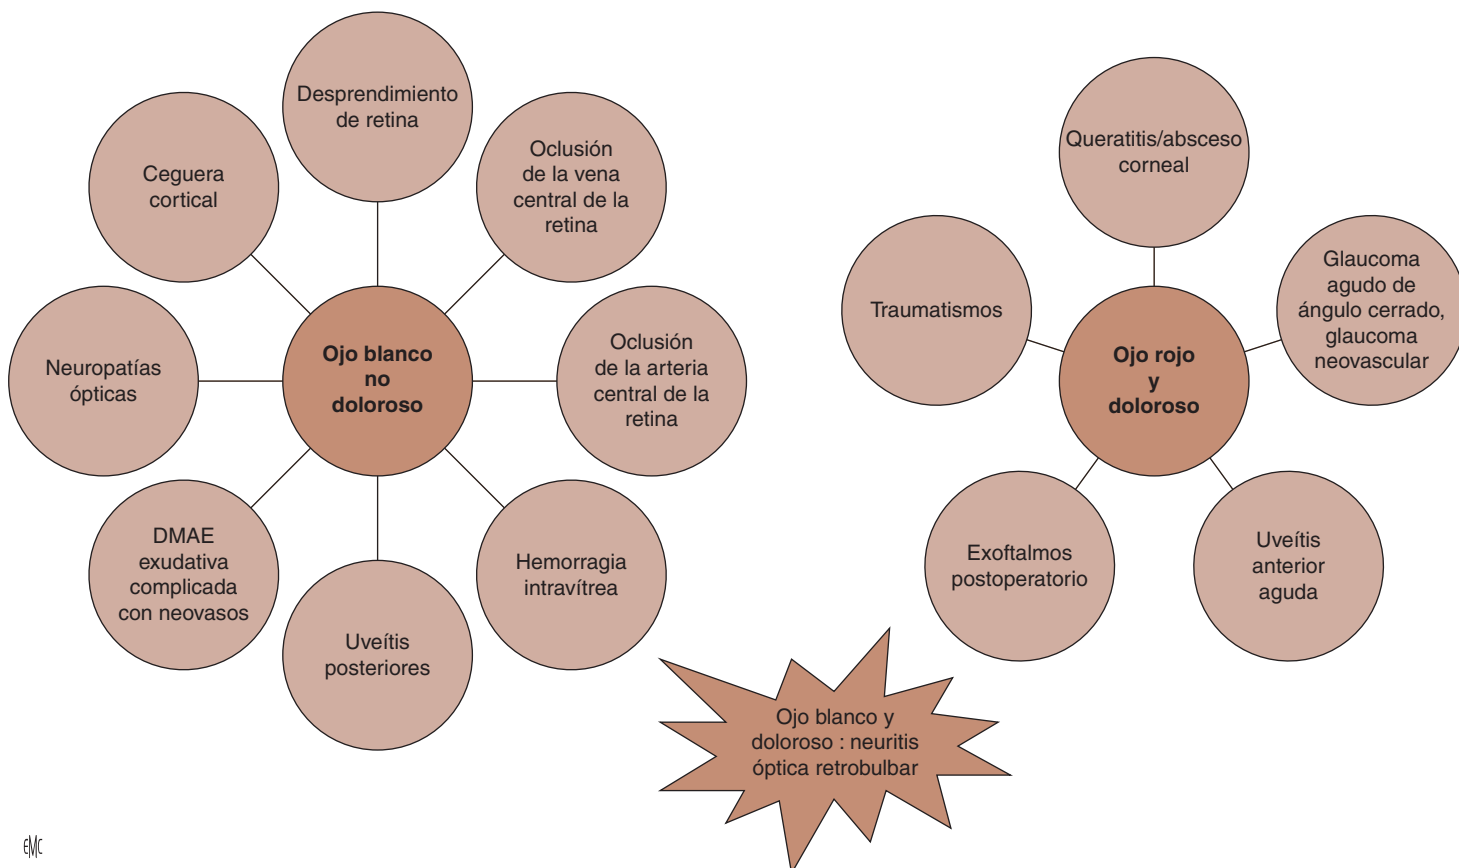 Desprendimiento
de retina
Oclusión
de la vena
central de la
retina
Oclusión
de la arteria
central de la
retina
Hemorragia
intravítrea
Uveítis
posteriores
DMAE
exudativa
complicada
con neovasos
Neuropatías
ópticas
Ceguera
cortical
Ojo blanco
no
doloroso
Queratitis/absceso
corneal
Glaucoma
agudo de
ángulo cerrado,
glaucoma
neovascular
Uveítis
anterior
aguda
Exoftalmos
postoperatorio
Traumatismos
Ojo rojo
y
doloroso
Ojo blanco y
doloroso : neuritis
óptica retrobulbar
EMC